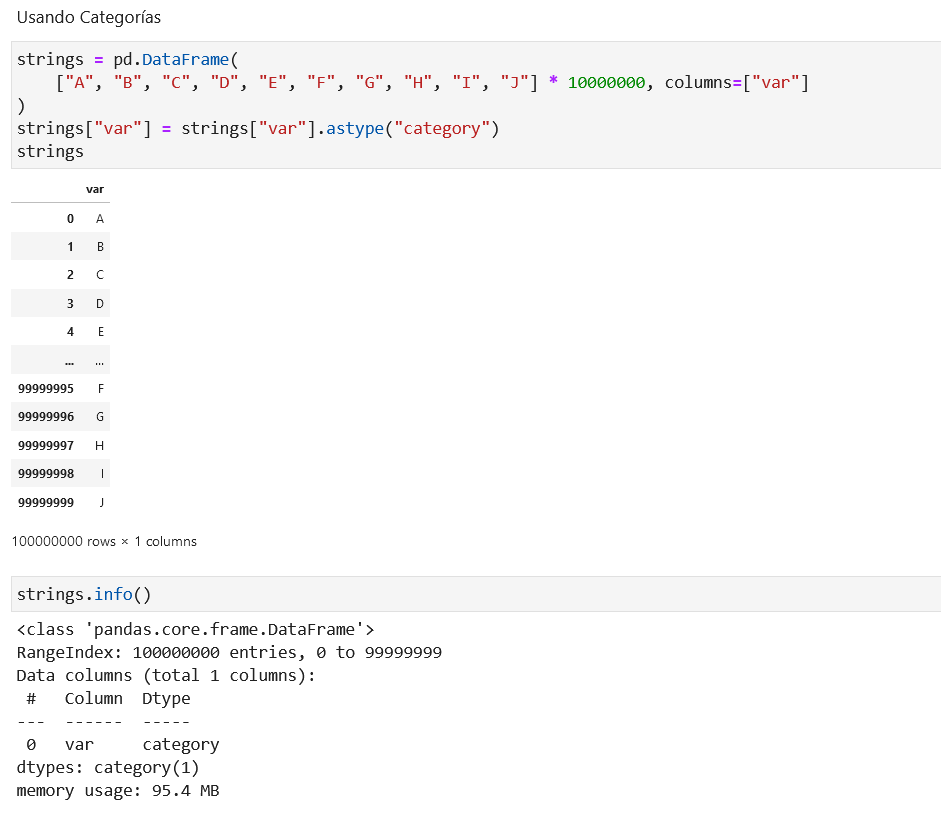 Usando Categorías
strings = pd.DataFrame(
    ["A", "B", "C", "D", "E", "F", "G", "H", "I", "J"] * 10000000, columns=["var"]
)
strings["var"] = strings["var"].astype("category")
strings
var
0 A
1 B
2 C
3 D
4 E
... ...
99999995 F
99999996 G
99999997 H
99999998 I
99999999 J
100000000 rows × 1 columns
strings.info()
<class 'pandas.core.frame.DataFrame'>
RangeIndex: 100000000 entries, 0 to 99999999
Data columns (total 1 columns):
 #   Column  Dtype
---  ------  -----
 0   var     category
dtypes: category(1)
memory usage: 95.4 MB